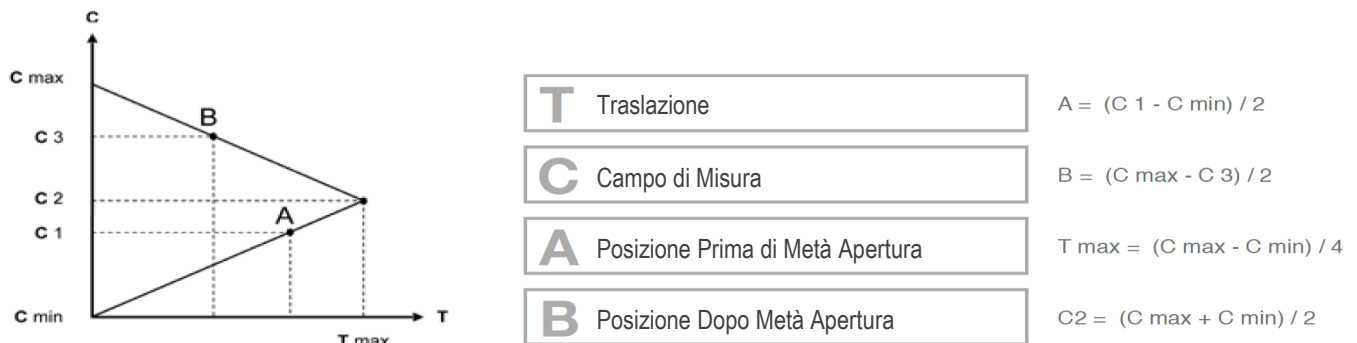 C
C max
B
C 3
C 2
A
C 1
C min
T
T max
T Traslazione
A = (C 1 - C min) / 2
C Campo di Misura
B = (C max - C 3) / 2
A Posizione Prima di Metà Apertura
T max = (C max - C min) / 4
B Posizione Dopo Metà Apertura
C2 = (C max + C min) / 2